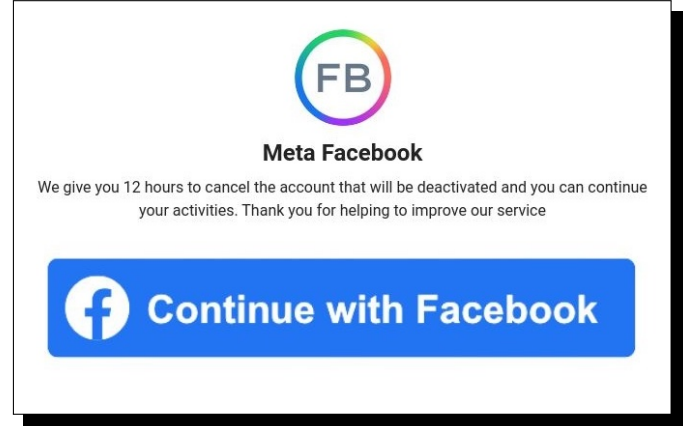 FB
Meta Facebook
We give you 12 hours to cancel the account that will be deactivated and you can continue
your activities. Thank you for helping to improve our service
Continue with Facebook